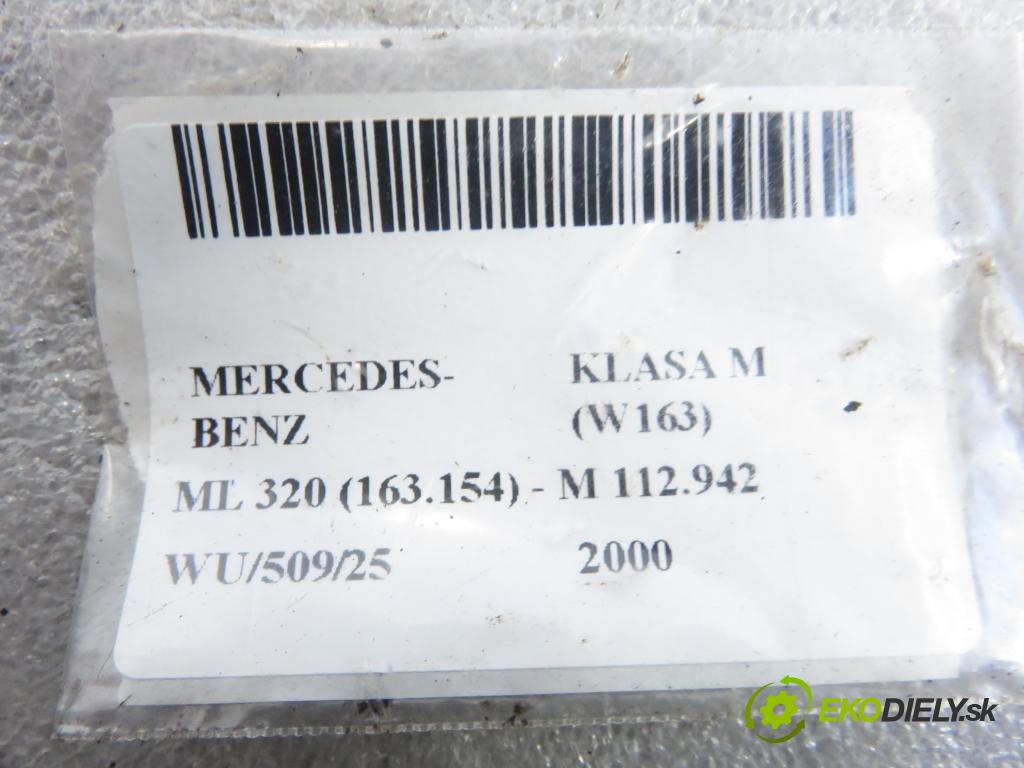 MERCEDES-
BENZ
KLASA M
(W163)
ML 320 (163.154) - M 112.942
WU/509/25 2000
EKODIELY.sk